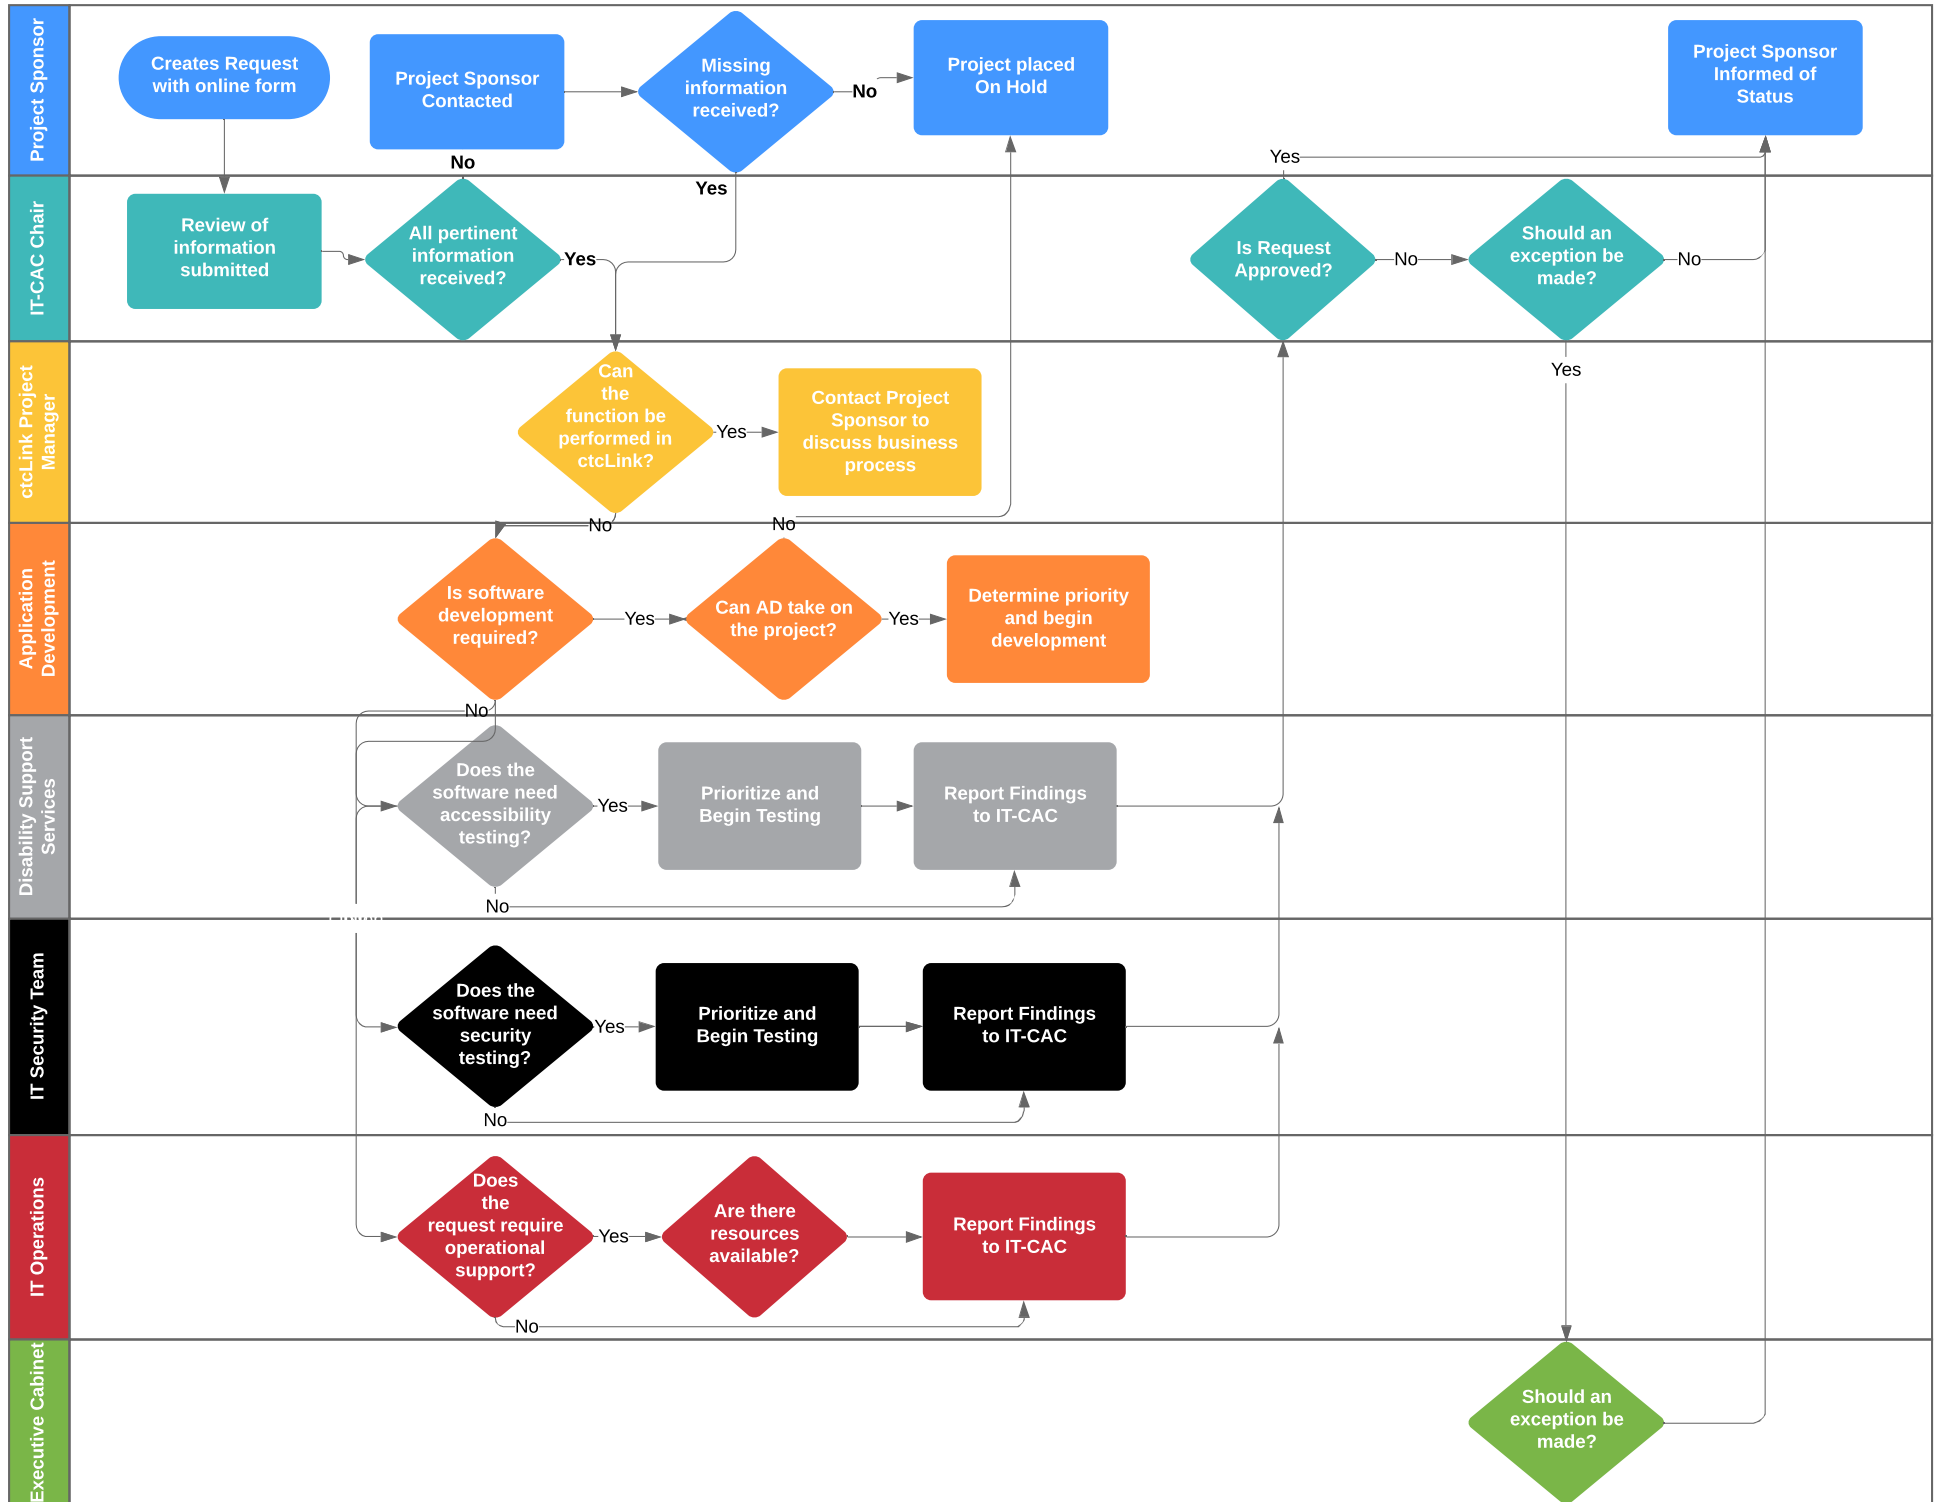 Project Sponsor
Creates Request
with online form
Project Sponsor
Contacted
Missing
information
received?
No
Project placed
On Hold
Project Sponsor
Informed of
Status
No
Yes
Yes
IT-CAC Chair
Review of
information
submitted
All pertinent
information
received?
Yes
Is Request
Approved?
No
Should an
exception be
made?
No
Yes
ctcLink Project
Manager
Can
the
function be
performed in
ctcLink?
Yes
Contact Project
Sponsor to
discuss business
process
No
No
Application
Development
Is software
development
required?
Yes
Can AD take on
the project?
Yes
Determine priority
and begin
development
No
Disability Support
Services
Does the
software need
accessibility
testing?
Yes
Prioritize and
Begin Testing
Report Findings
to IT-CAC
No
IT Security Team
Does the
software need
security
testing?
Yes
Prioritize and
Begin Testing
Report Findings
to IT-CAC
No
IT Operations
Does
the
request require
operational
support?
Yes
Are there
resources
available?
Report Findings
to IT-CAC
No
Executive Cabinet
Should an
exception be
made?